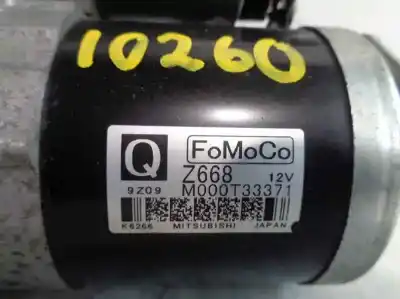 10260
Q FoMoCo
Z668 12V
9Z09 M000T33371
K6266 MITSUBISHI JAPAN